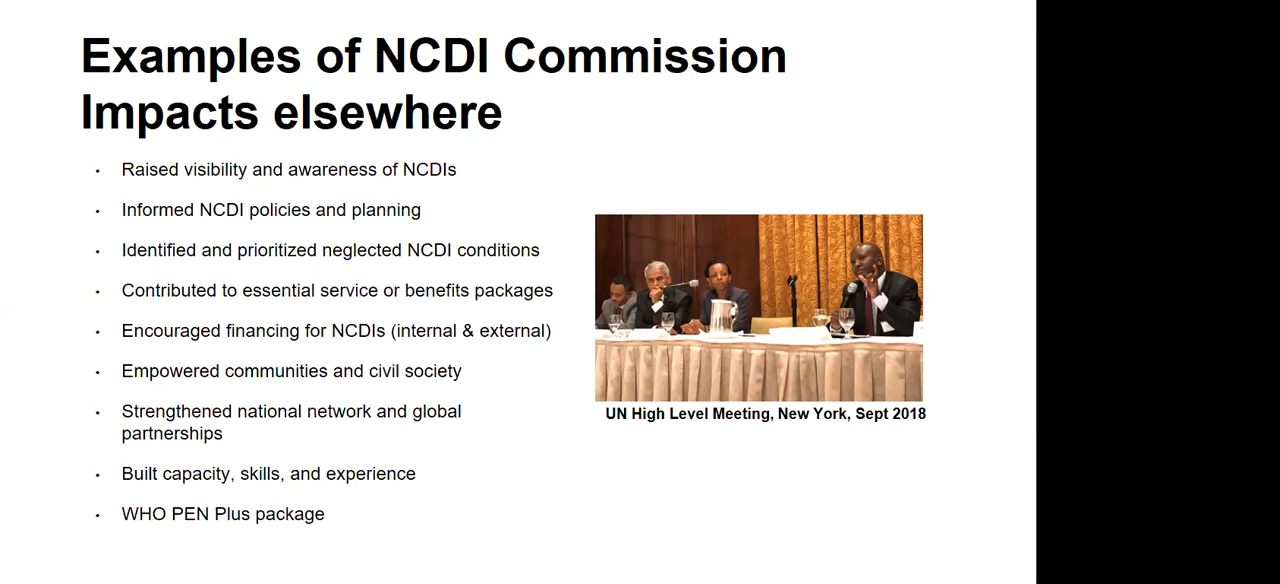 Examples of NCDI Commission
Impacts elsewhere
• Raised visibility and awareness of NCDIs
• Informed NCDI policies and planning
• Identified and prioritized neglected NCDI conditions
• Contributed to essential service or benefits packages
• Encouraged financing for NCDIs (internal & external)
• Empowered communities and civil society
• Strengthened national network and global
partnerships
• Built capacity, skills, and experience
• WHO PEN Plus package
UN High Level Meeting, New York, Sept 2018